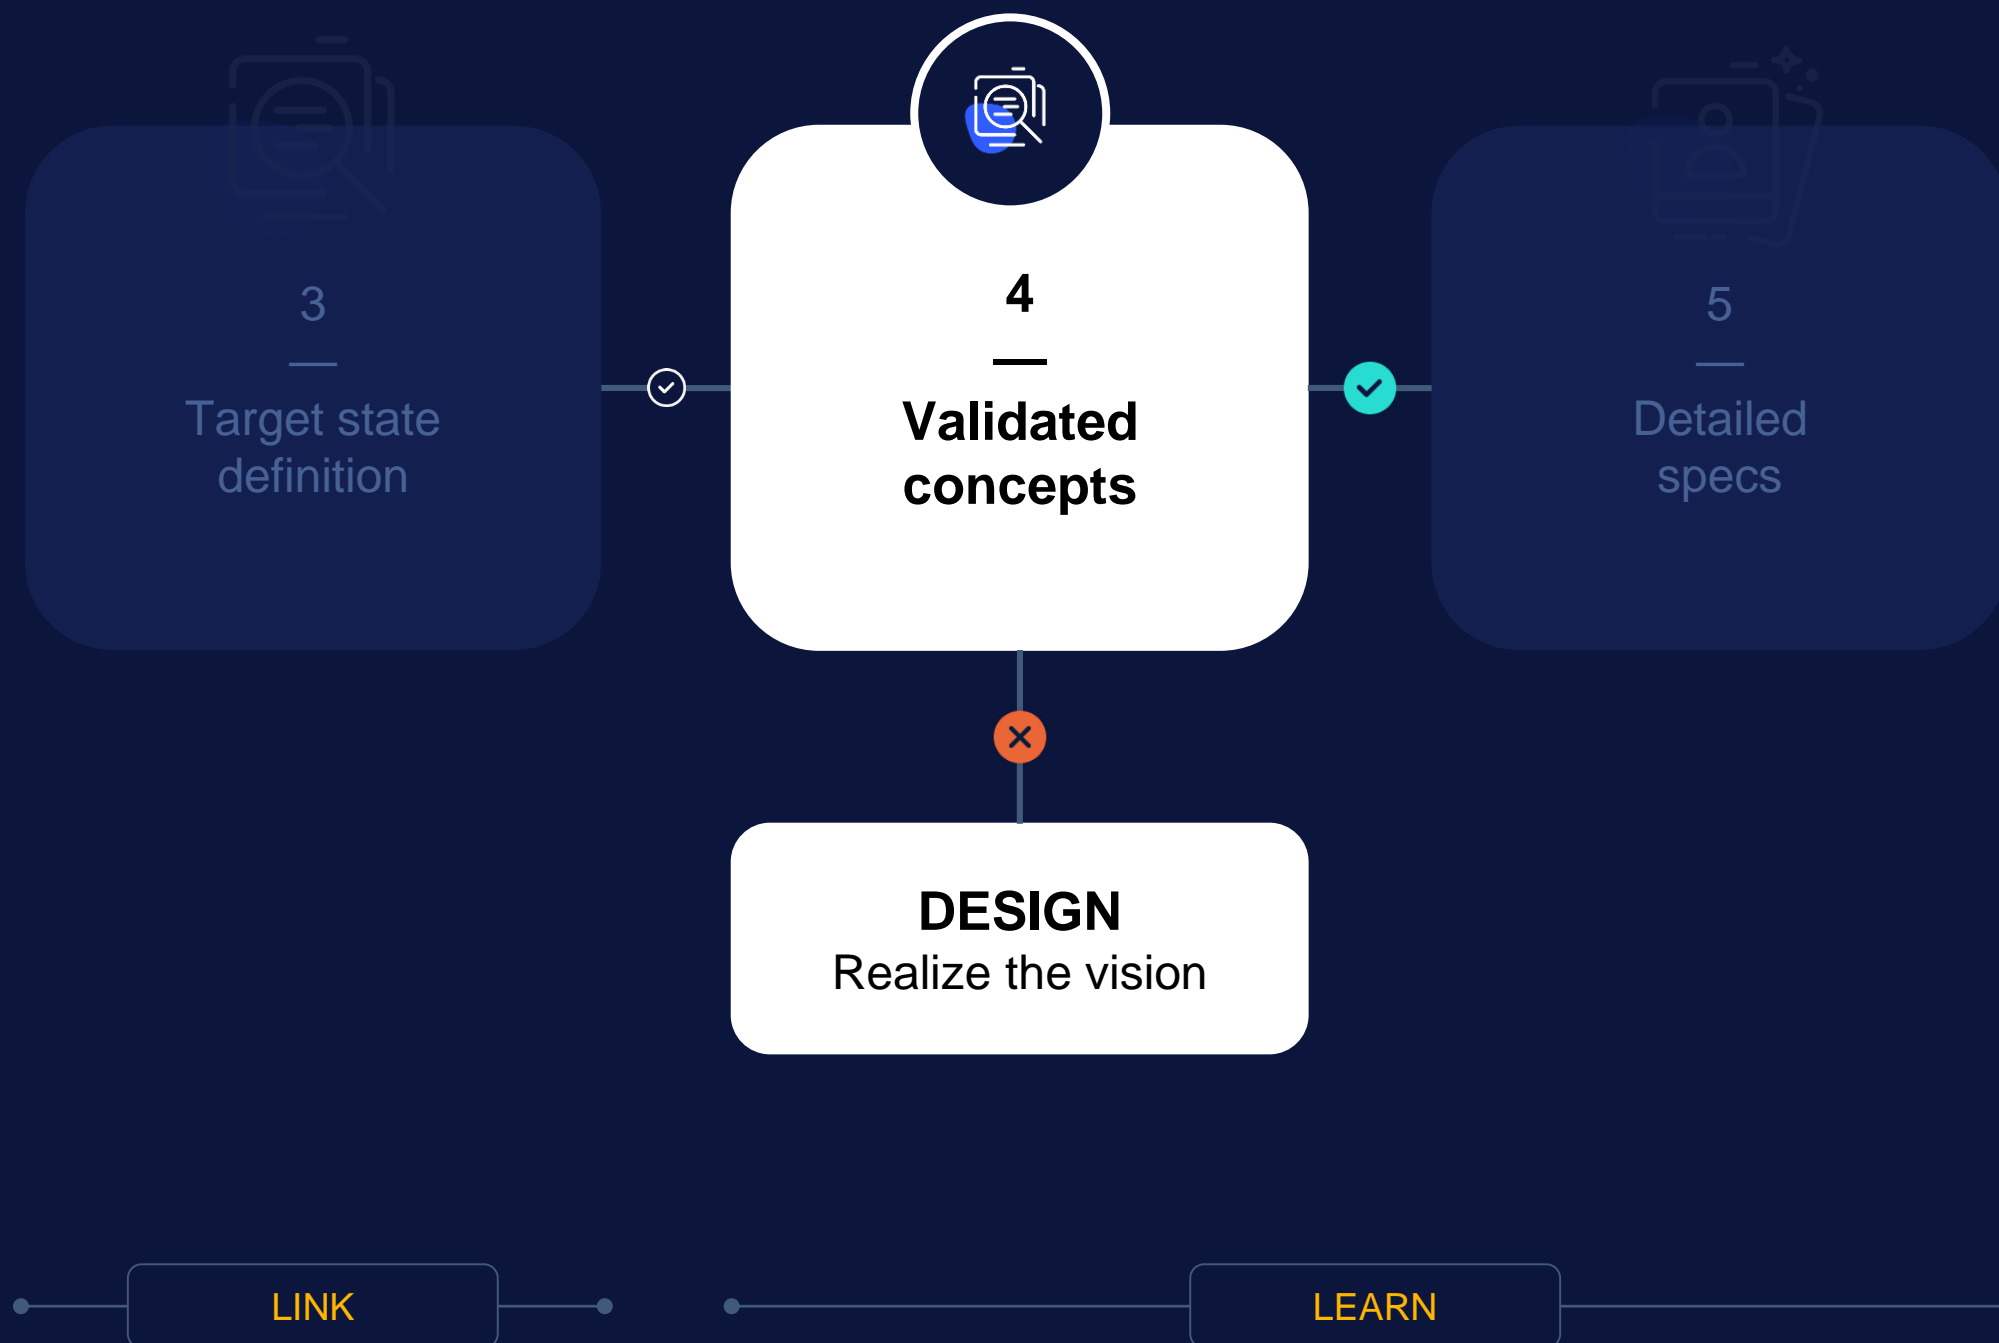 3
Target state
definition
4
Validated
concepts
5
Detailed
specs
DESIGN
Realize the vision
LINK
LEARN